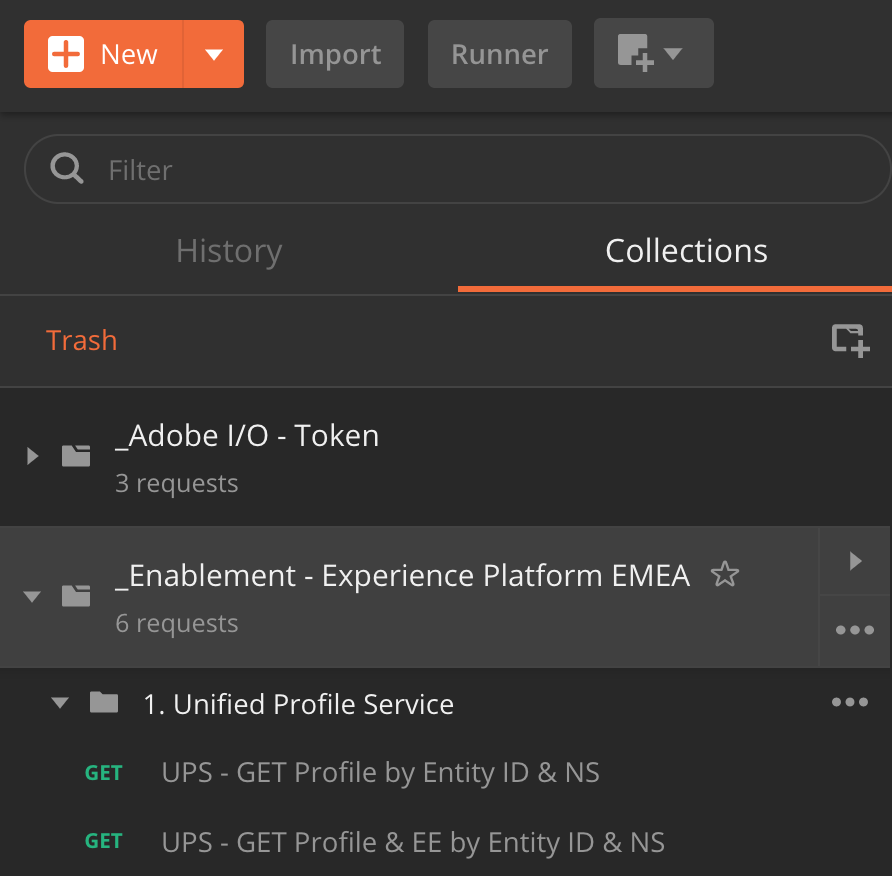 New
Import
Runner
Filter
History
Collections
Trash
_Adobe I/O - Token
3 requests
_Enablement - Experience Platform EMEA
6 requests
1. Unified Profile Service
GET UPS - GET Profile by Entity ID & NS
GET UPS - GET Profile & EE by Entity ID & NS